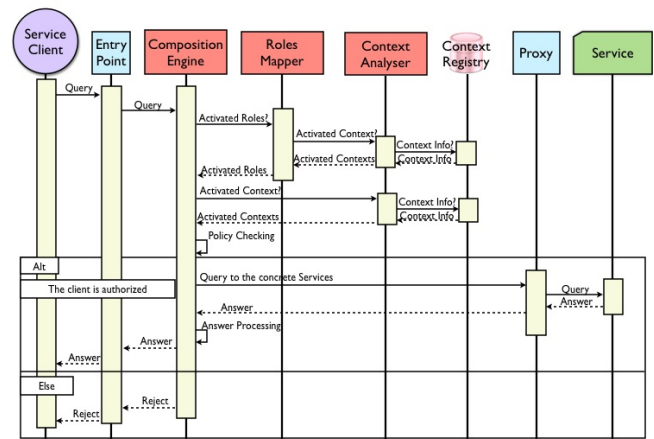 Service
Client
Entry
Point
Composition
Engine
Roles
Mapper
Context
Analyser
Context
Registry
Proxy
Service
Query
Query
Activated Roles?
Activated Context?
Context Info?
Activated Contexts
Context Info
Activated Roles
Activated Context?
Context Info?
Activated Contexts
Context Info
Policy Checking
Alt
The client is authorized
Query to the concrete Services
Query
Answer
Answer
Answer Processing
Answer
Answer
Else
Reject
Reject